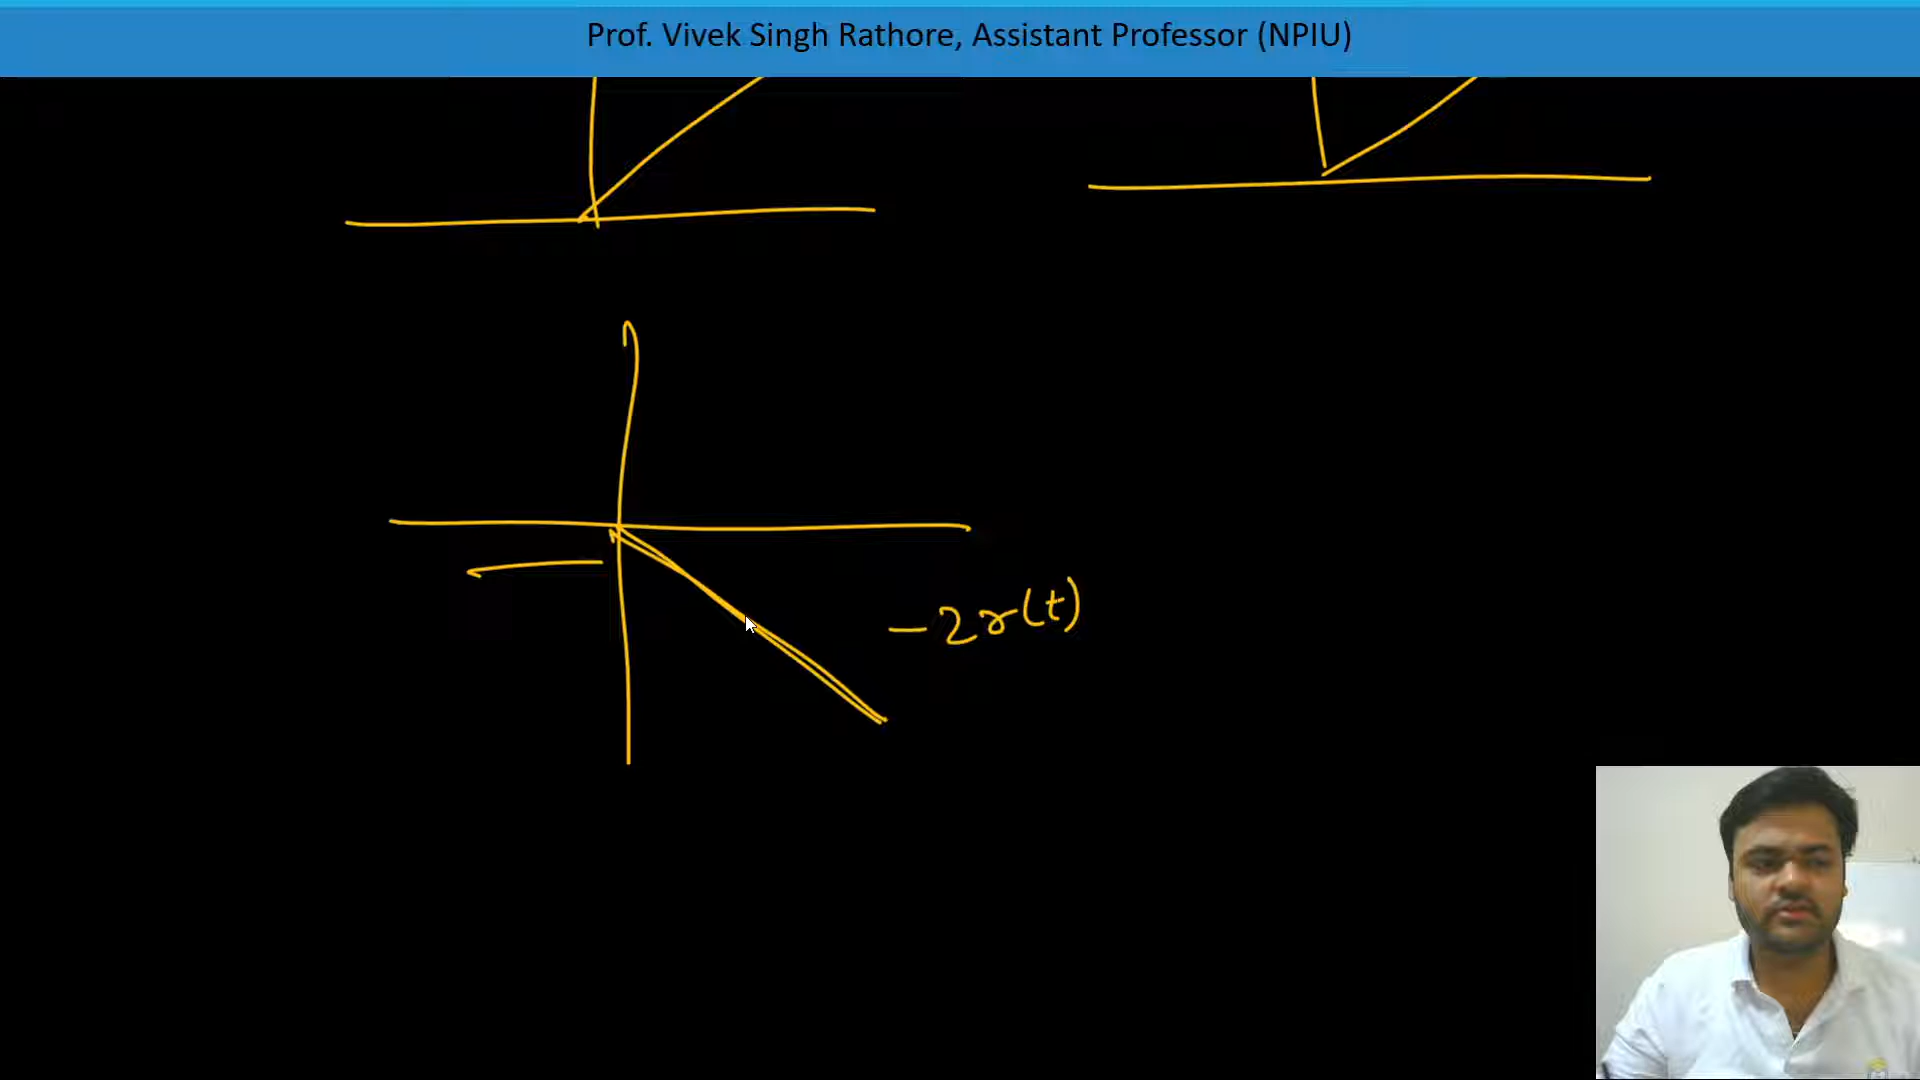 Prof. Vivek Singh Rathore, Assistant Professor (NPIU)
-2r(t)